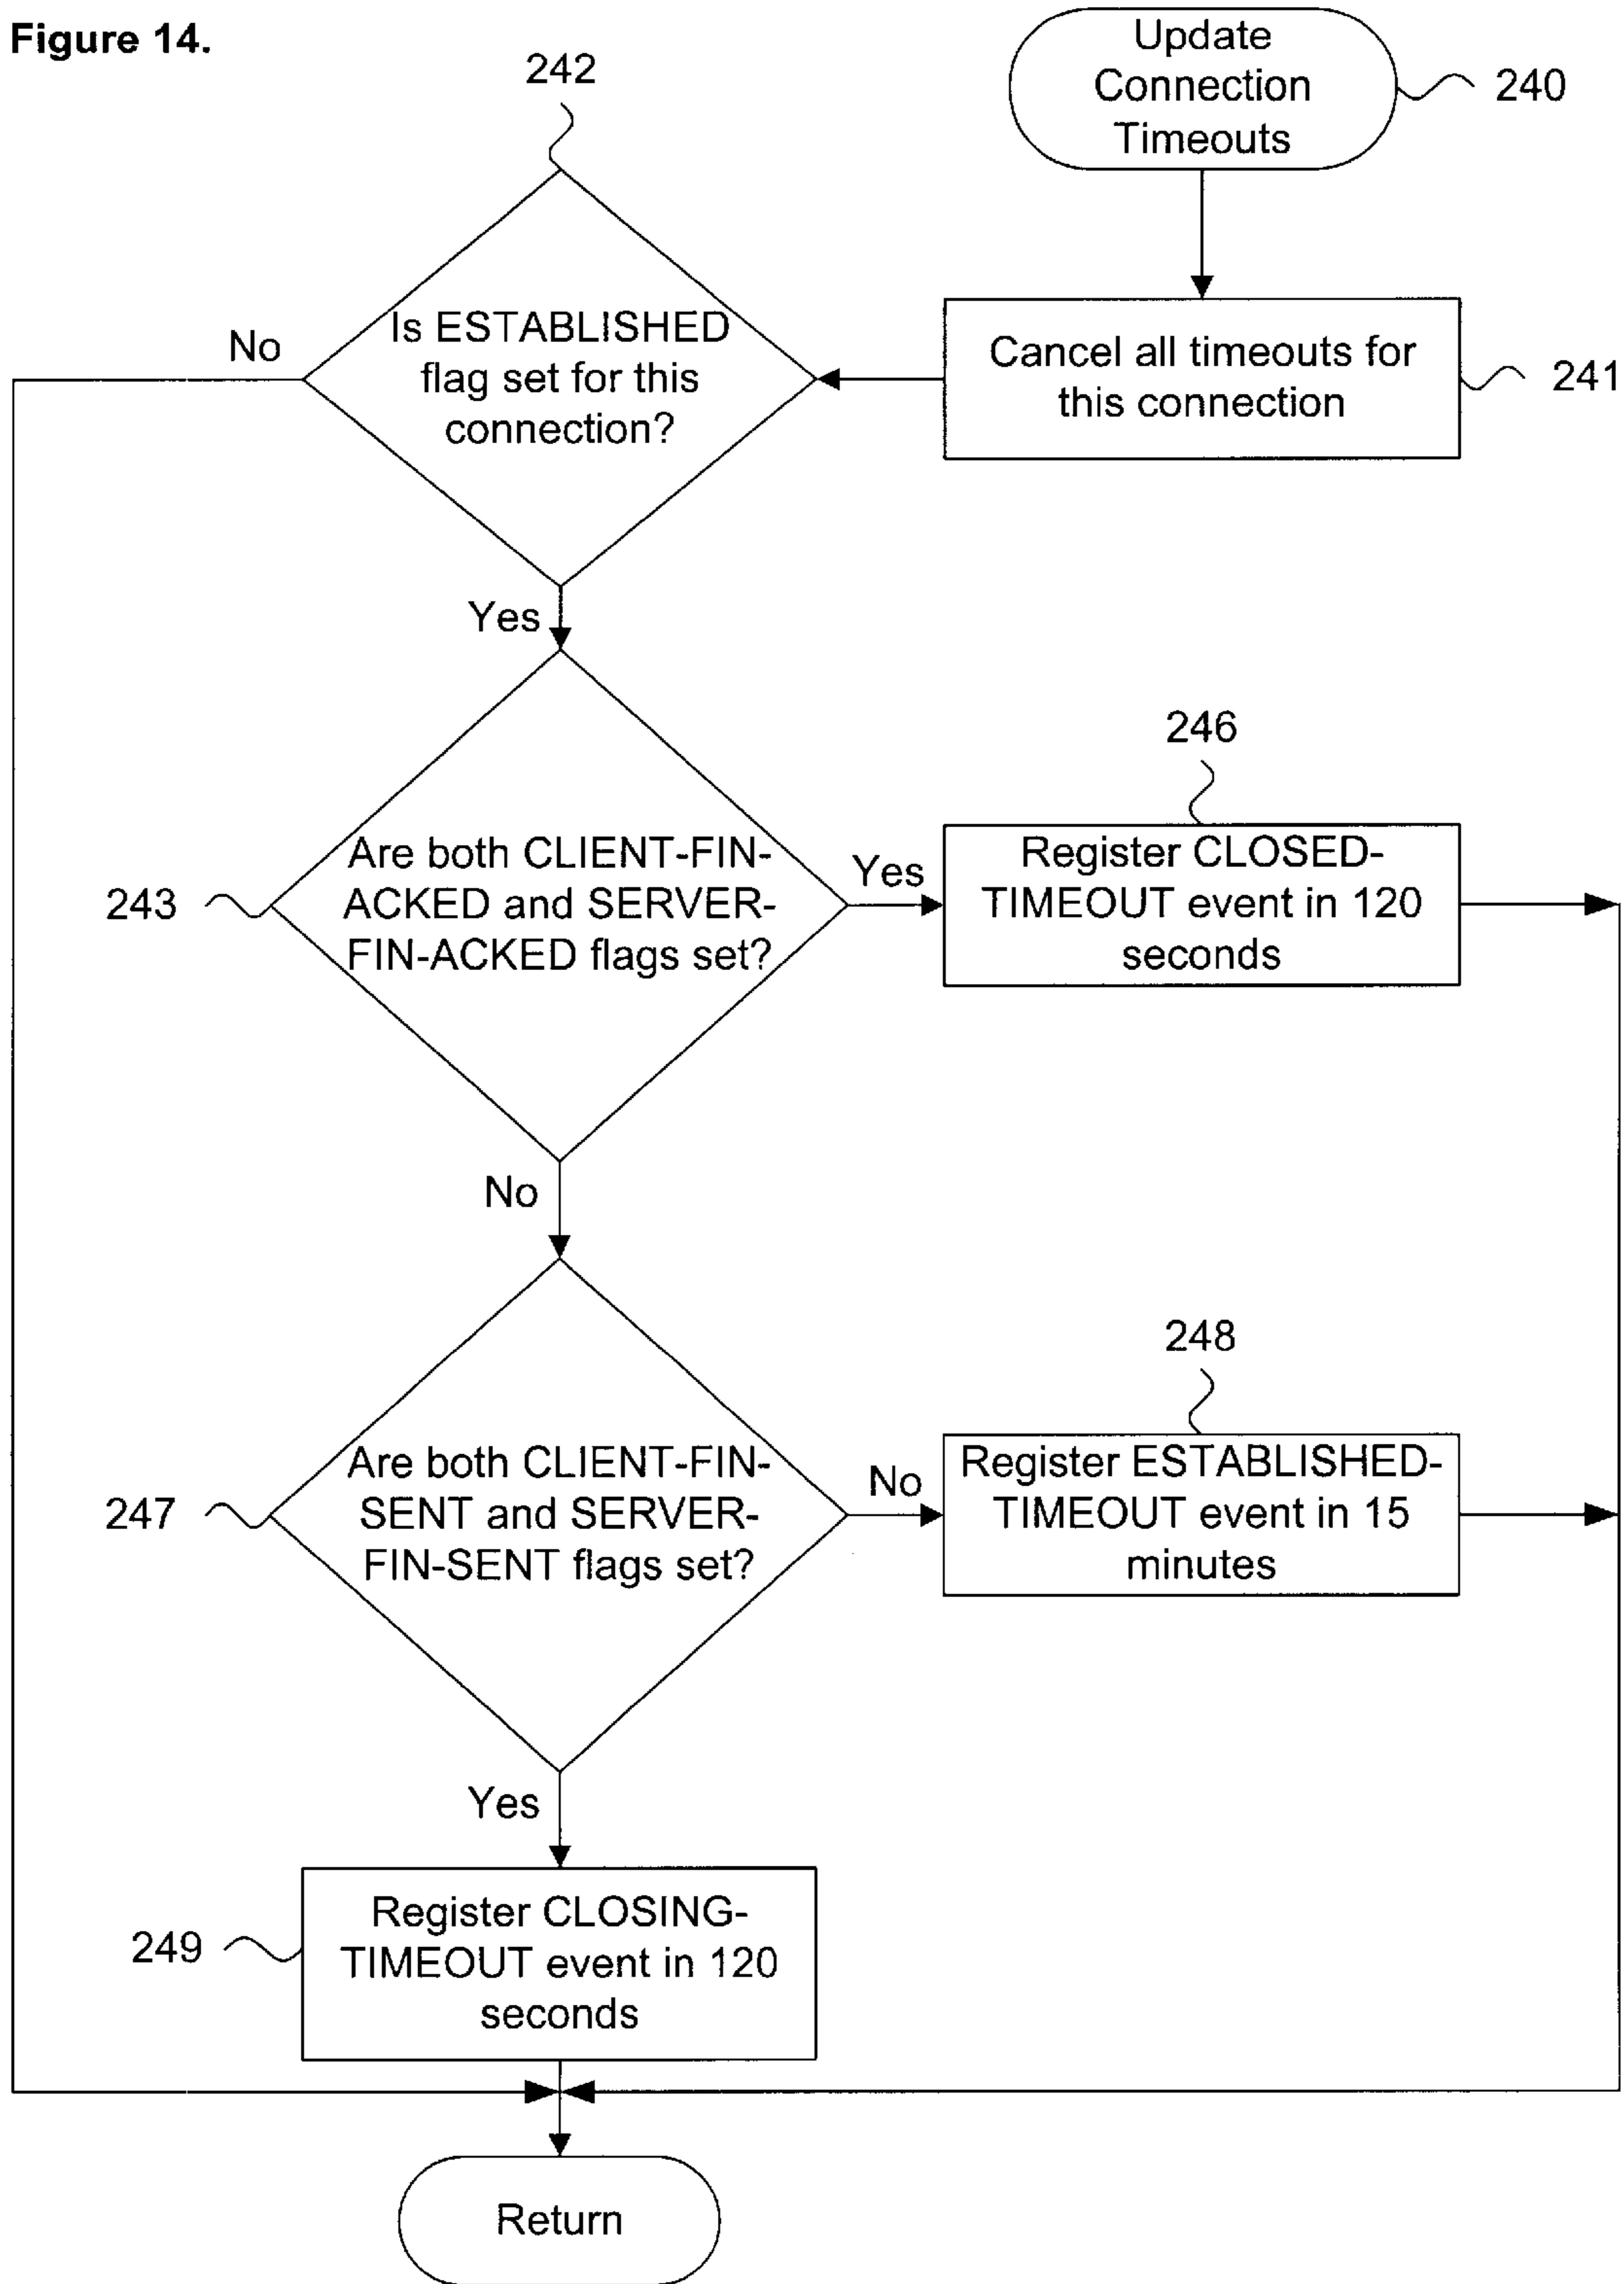 Figure 14.
Update
Connection
Timeouts
240
242
Cancel all timeouts for
this connection
241
Is ESTABLISHED
flag set for this
connection?
No
Yes
243
Are both CLIENT-FIN-
ACKED and SERVER-
FIN-ACKED flags set?
Yes
246
Register CLOSED-
TIMEOUT event in 120
seconds
No
247
Are both CLIENT-FIN-
SENT and SERVER-
FIN-SENT flags set?
No
248
Register ESTABLISHED-
TIMEOUT event in 15
minutes
Yes
249
Register CLOSING-
TIMEOUT event in 120
seconds
Return